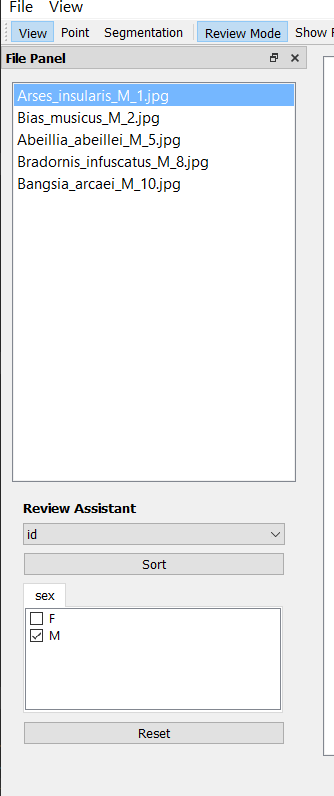 File View
View Point Segmentation Review Mode Show
File Panel
Arses_insularis_M_1.jpg
Bias_musicus_M_2.jpg
Abeillia_abeillei_M_5.jpg
Bradornis_infuscatus_M_8.jpg
Bangsia_arcaei_M_10.jpg
Review Assistant
id
Sort
sex
F
M
Reset